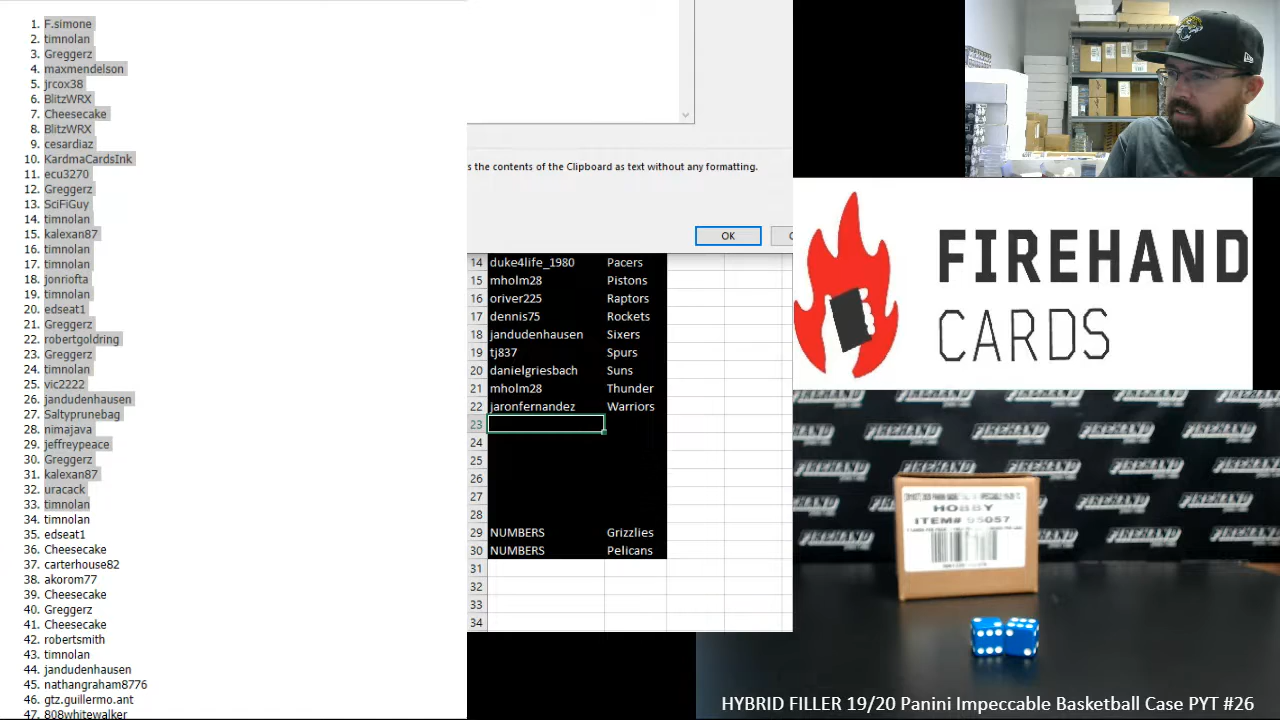 1. F.simone
2. timnolan
3. Greggerz
4. maxmendelson
5. jrcox38
6. BlitzWRX
7. Cheesecake
8. BlitzWRX
9. cesardiaz
10. KardmaCardsInk
11. ecu3270
12. Greggerz
13. SciFiGuy
14. timnolan
15. kalexan87
16. timnolan
17. timnolan
18. jonriofta
19. timnolan
20. edseat1
21. Greggerz
22. robertgoldring
23. Greggerz
24. timnolan
25. vic2222
26. jandudenhausen
27. Saltyprunebag
28. nimajava
29. jeffreypeace
30. Greggerz
31. kalexan87
32. uracack
33. timnolan
34. timnolan
35. edseat1
36. Cheesecake
37. carterhouse82
38. akorom77
39. Cheesecake
40. Greggerz
41. Cheesecake
42. robertsmith
43. timnolan
44. jandudenhausen
45. nathangraham8776
46. gtz.guillermo.ant
47. 808whitewalker
s the contents of the Clipboard as text without any formatting.
OK
14 duke4life_1980 Pacers
15 mholm28 Pistons
16 oriver225 Raptors
17 dennis75 Rockets
18 jandudenhausen Sixers
19 tj837 Spurs
20 danielgriesbach Suns
21 mholm28 Thunder
22 jaronfernandez Warriors
23
24
25
26
27
28
29 NUMBERS Grizzlies
30 NUMBERS Pelicans
31
32
33
34
FIREHAND
CARDS
HOBBY
ITEM# 95057
HYBRID FILLER 19/20 Panini Impeccable Basketball Case PYT #26